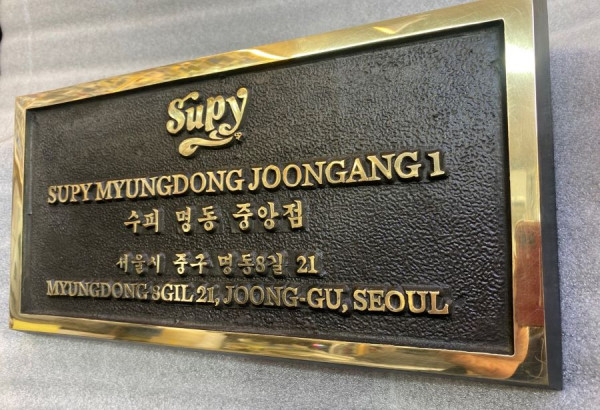 Supy
SUPY MYUNGDONG JOONGANG 1
수피 명동 중앙점
서울시 중구 명동8길 21
MYUNGDONG 8GIL 21, JOONG-GU, SEOUL